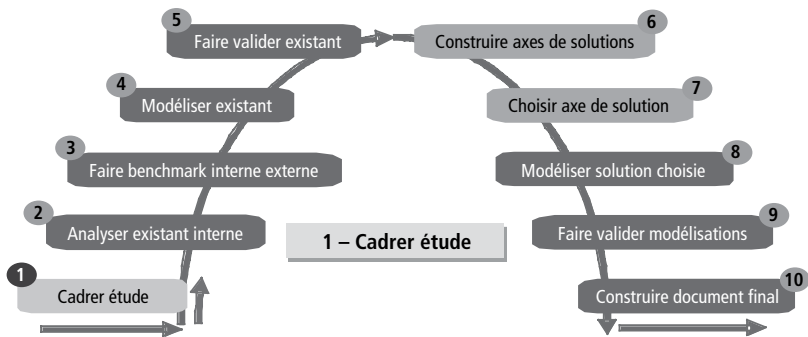 5
Faire valider existant
6
Construire axes de solutions
4
Modéliser existant
7
Choisir axe de solution
3
Faire benchmark interne externe
8
Modéliser solution choisie
2
Analyser existant interne
1 – Cadrer étude
9
Faire valider modélisations
1
Cadrer étude
10
Construire document final